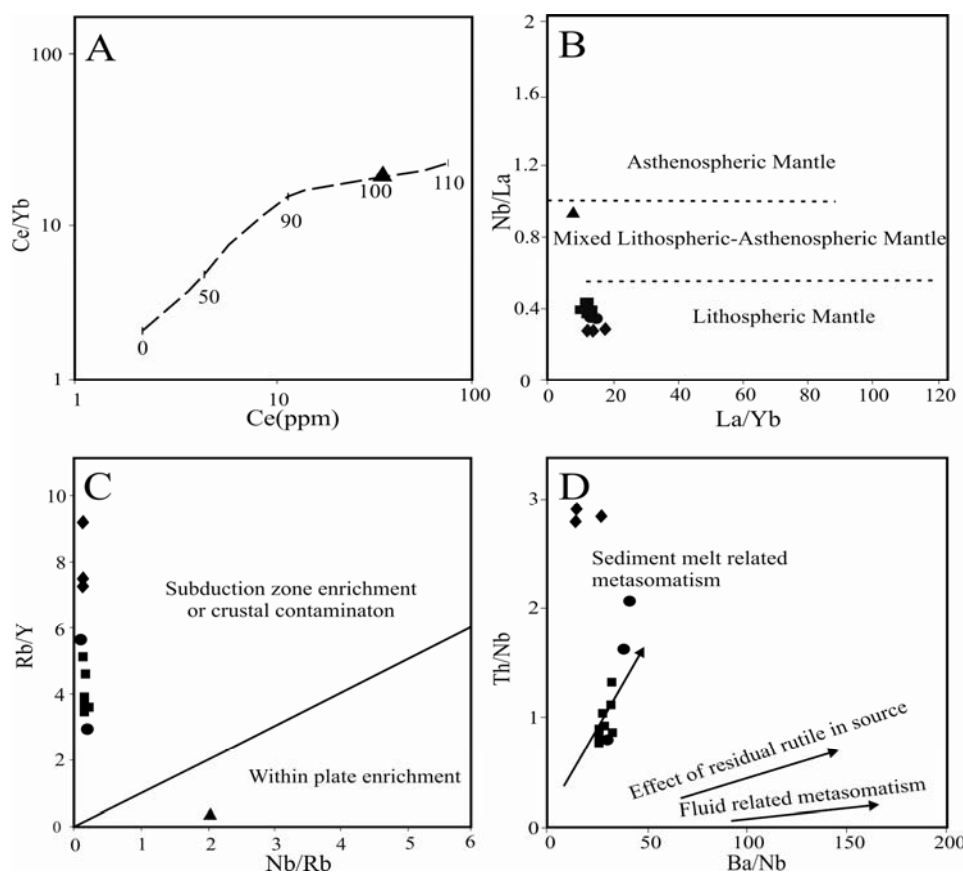 A
100
10
1
Ce/Yb
0
50
90
100
110
1
10
100
Ce(ppm)
B
2
1.6
1.2
0.8
0.4
0
Nb/La
Asthenospheric Mantle
Mixed Lithospheric-Asthenospheric Mantle
Lithospheric Mantle
0
20
40
60
80
100
120
La/Yb
C
10
8
6
4
2
0
Rb/Y
Subduction zone enrichment
or crustal contaminaton
Within plate enrichment
0
1
2
3
4
5
6
Nb/Rb
D
3
2
1
0
Th/Nb
Sediment melt related
metasomatism
Effect of residual rutile in source
Fluid related metasomatism
0
50
100
150
200
Ba/Nb